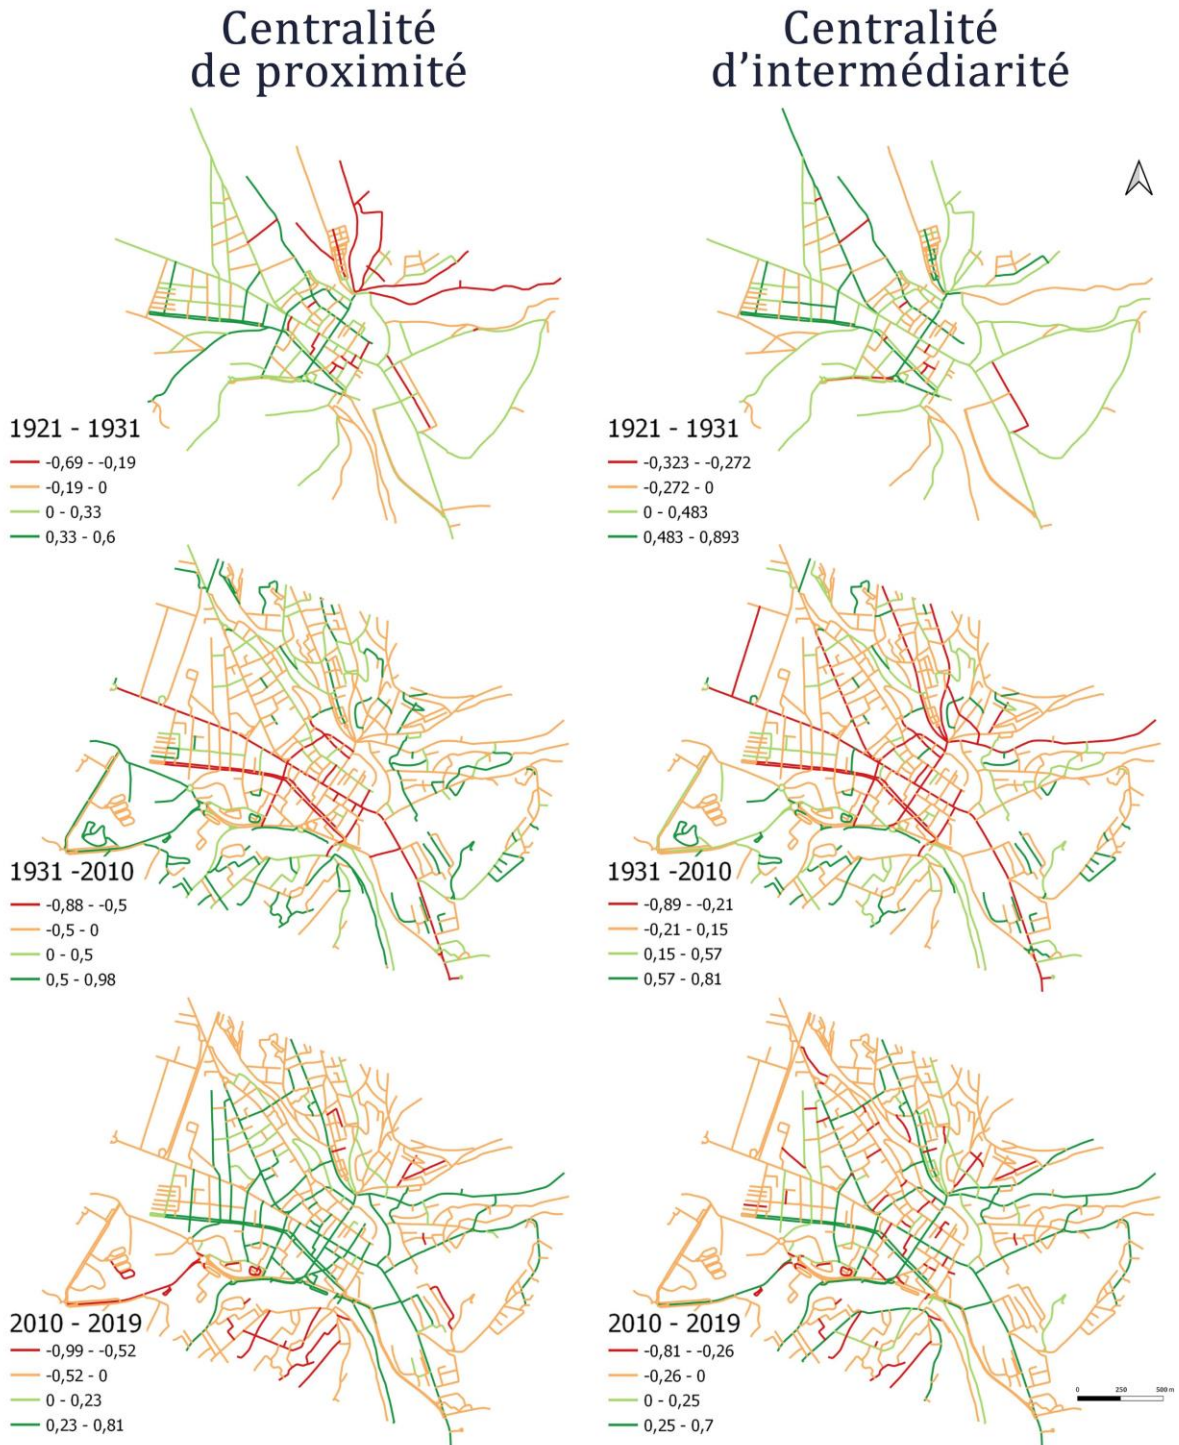 Centralité
de proximité
Centralité
d'intermédiarité
1921 - 1931
-0,69 - -0,19
-0,19 - 0
0 - 0,33
0,33 - 0,6
1921 - 1931
-0,323 - -0,272
-0,272 - 0
0 - 0,483
0,483 - 0,893
1931 -2010
-0,88 - -0,5
-0,5 - 0
0 - 0,5
0,5 - 0,98
1931 -2010
-0,89 - -0,21
-0,21 - 0,15
0,15 - 0,57
0,57 - 0,81
2010 - 2019
-0,99 - -0,52
-0,52 - 0
0 - 0,23
0,23 - 0,81
2010 - 2019
-0,81 - -0,26
-0,26 - 0
0 - 0,25
0,25 - 0,7
0 250 500 m